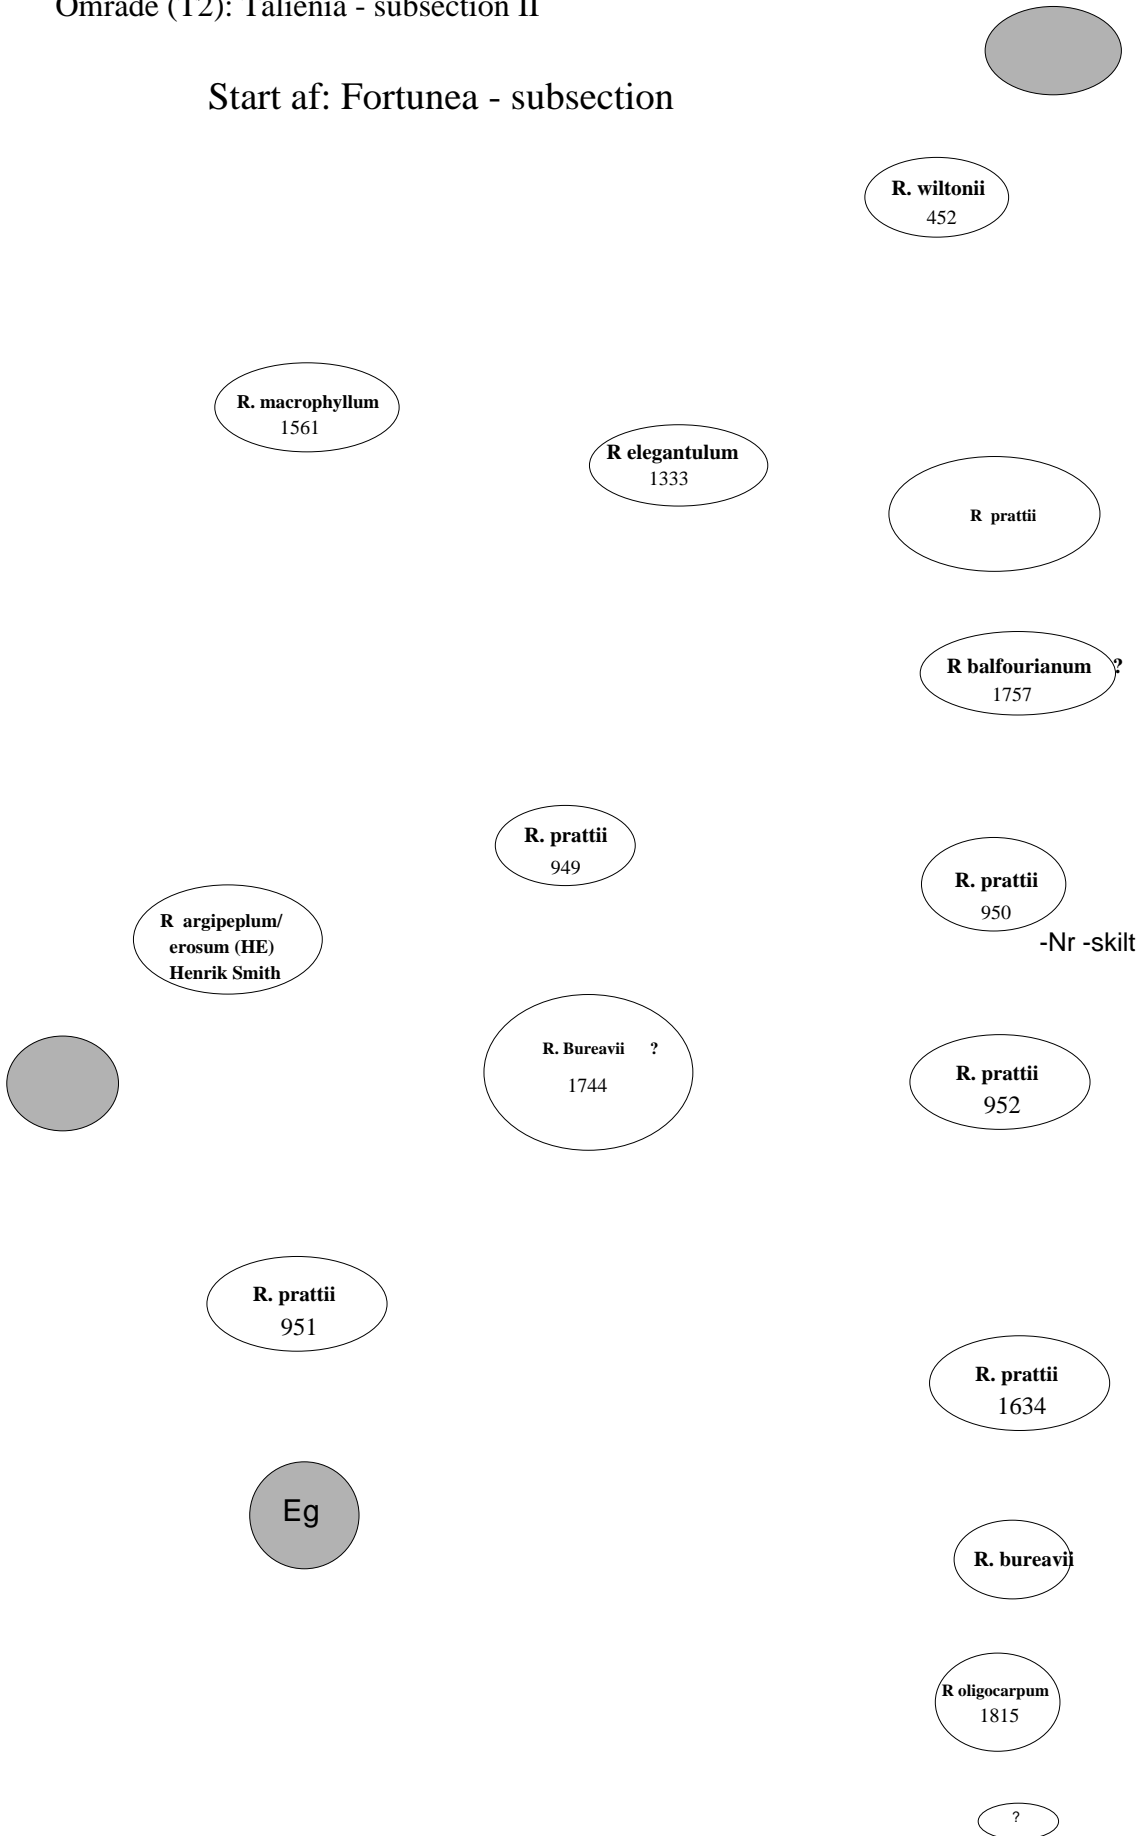 Område (T2): Talienia - subsection II
Start af: Fortunea - subsection
R. wiltonii
452
R. macrophyllum
1561
R elegantulum
1333
R prattii
R balfourianum ?
1757
R. prattii
949
R. prattii
950
-Nr -skilt
R argipeplum/
erosum (HE)
Henrik Smith
R. Bureavii ?
1744
R. prattii
952
R. prattii
951
R. prattii
1634
Eg
R. bureavii
R oligocarpum
1815
?